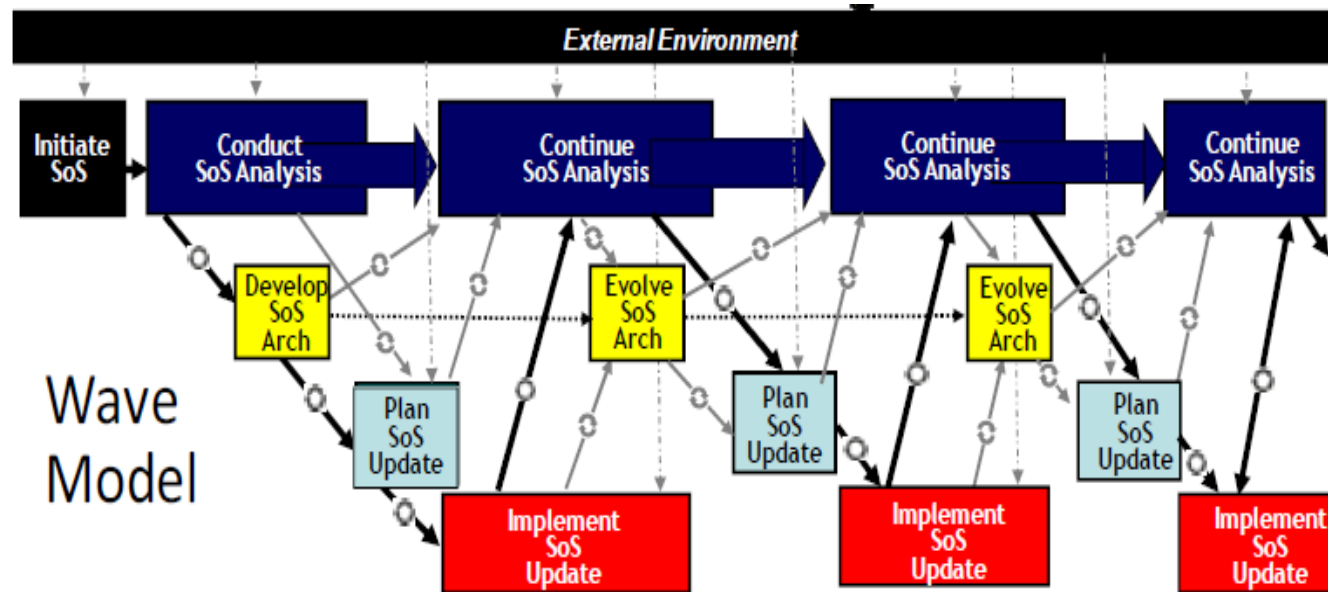 External Environment
Initiate
SoS
Conduct
SoS Analysis
Continue
SoS Analysis
Continue
SoS Analysis
Continue
SoS Analysis
Develop
SoS
Arch
Evolve
SoS
Arch
Evolve
SoS
Arch
Wave
Model
Plan
SoS
Update
Plan
SoS
Update
Plan
SoS
Update
Implement
SoS
Update
Implement
SoS
Update
Implement
SoS
Update